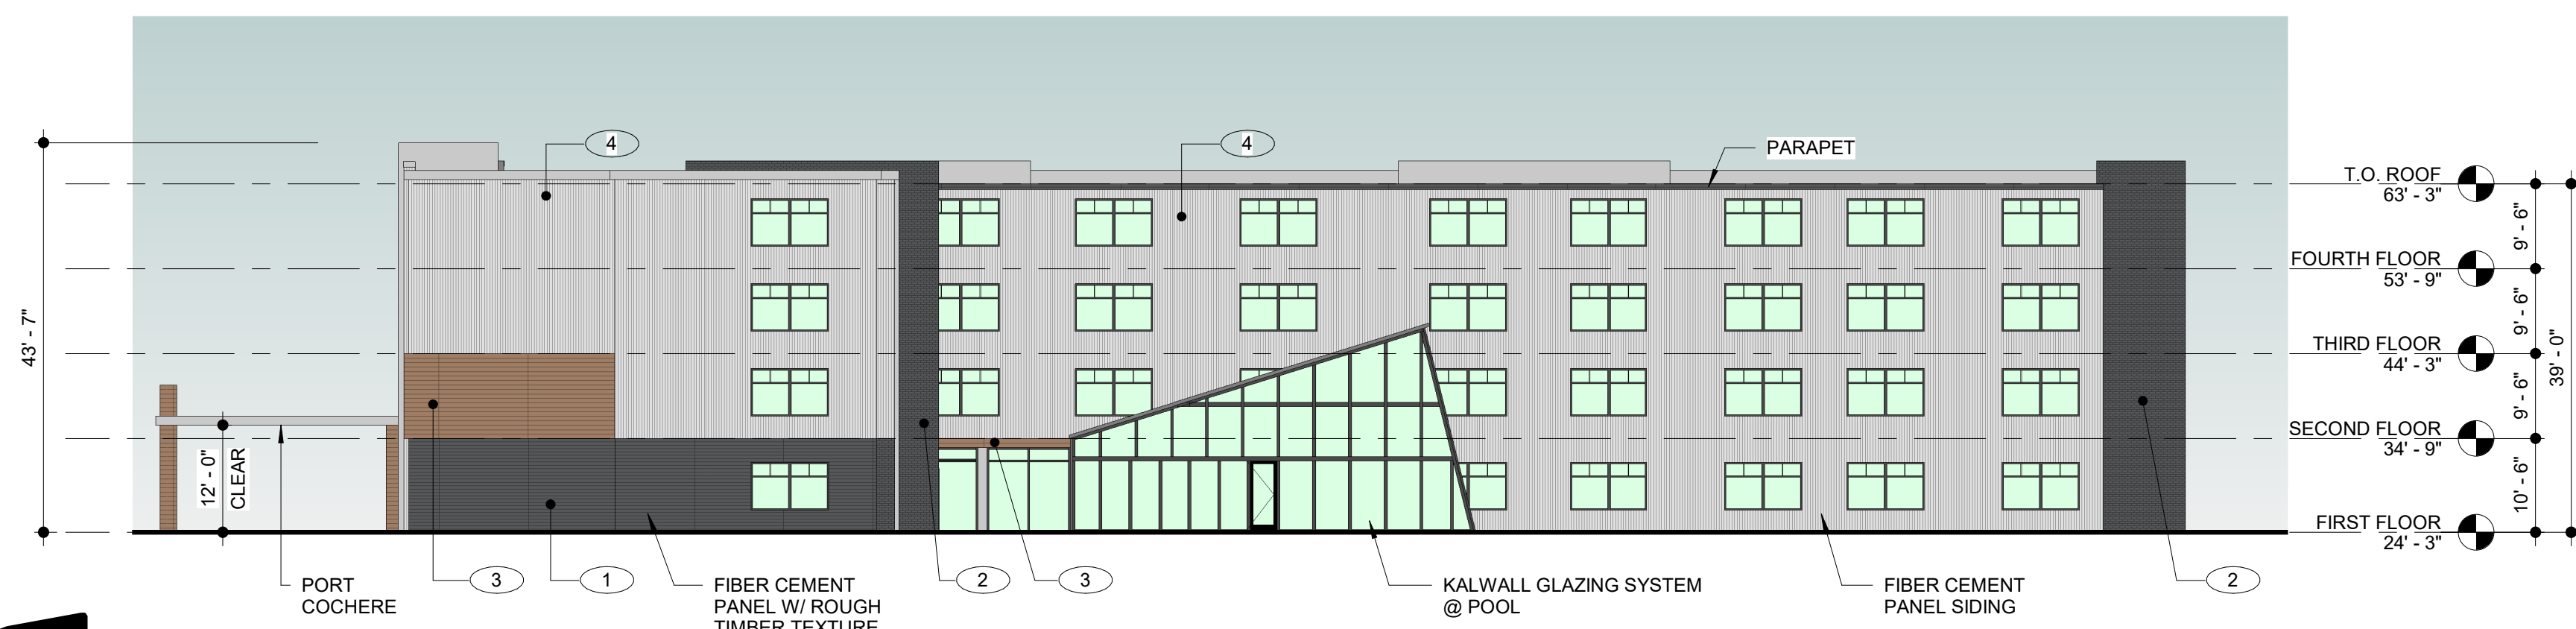 4
4
PARAPET
T.O. ROOF
63' - 3"
9' - 6"
FOURTH FLOOR
53' - 9"
9' - 6"
43' - 7"
THIRD FLOOR
44' - 3"
39' - 0"
9' - 6"
SECOND FLOOR
34' - 9"
12' - 0"
CLEAR
10' - 6"
FIRST FLOOR
24' - 3"
PORT
COCHERE
3
1
FIBER CEMENT
PANEL W/ ROUGH
TIMBER TEXTURE
2
3
KALWALL GLAZING SYSTEM
@ POOL
FIBER CEMENT
PANEL SIDING
2